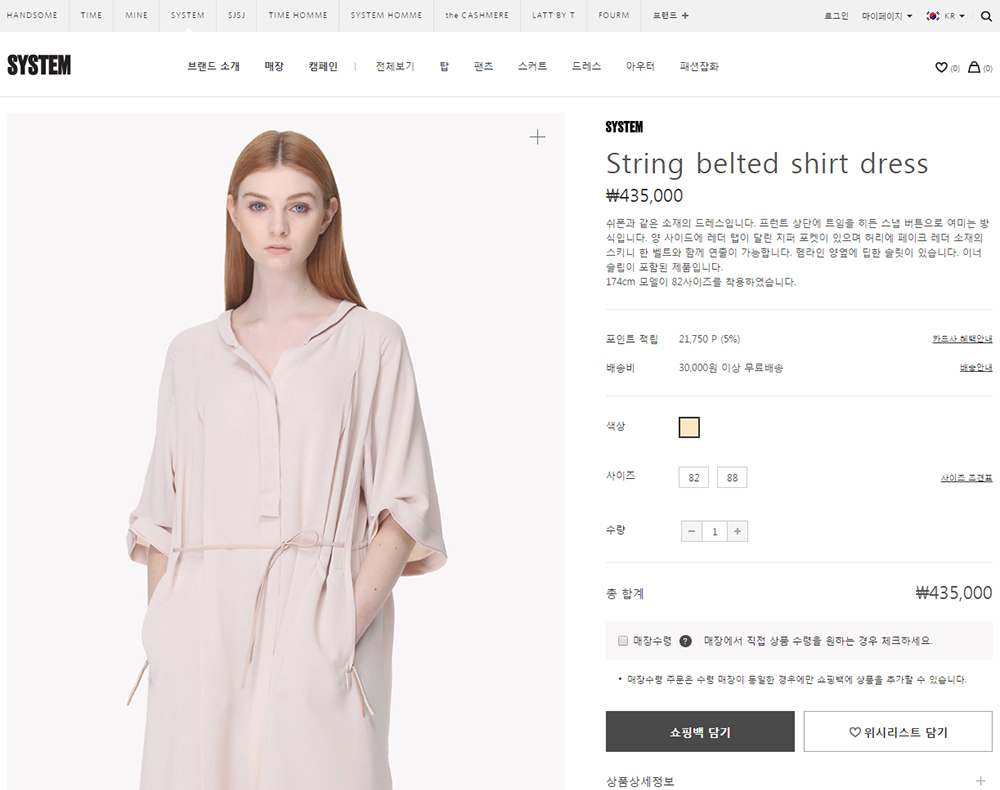 HANDSOME TIME MINE SYSTEM SJSJ TIME HOMME SYSTEM HOMME the CASHMERE LATT BY T FOURM 브랜드 + 로그인 마이페이지 KR
SYSTEM 브랜드 소개 매장 캠페인 | 전체보기 탑 팬츠 스커트 드레스 아우터 패션잡화 (0) (0)
SYSTEM
String belted shirt dress
₩435,000
쉬폰과 같은 소재의 드레스입니다. 프런트 상단에 트임을 히든 스냅 버튼으로 여미는 방
식입니다. 양 사이드에 레더 탭이 달린 지퍼 포켓이 있으며 허리에 페이크 레더 소재의
스키니 한 벨트와 함께 연출이 가능합니다. 헴라인 양옆에 딥한 슬릿이 있습니다. 이너
슬립이 포함된 제품입니다.
174cm 모델이 82사이즈를 착용하였습니다.
포인트 적립 21,750 P (5%) 카드사 혜택안내
배송비 30,000원 이상 무료배송 배송안내
색상
사이즈 82 88 사이즈 조견표
수량 − 1 +
총 합계 ₩435,000
매장수령 ? 매장에서 직접 상품 수령을 원하는 경우 체크하세요.
• 매장수령 주문은 수령 매장이 동일한 경우에만 쇼핑백에 상품을 추가할 수 있습니다.
쇼핑백 담기 ♡ 위시리스트 담기
상품상세정보 +